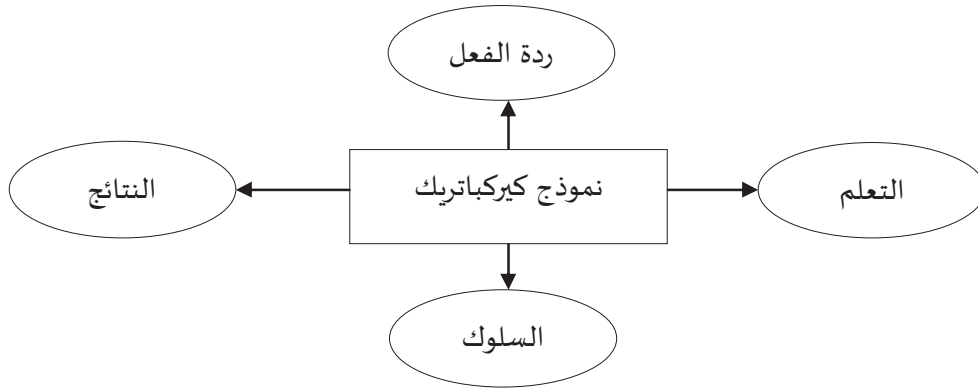 ردة الفعل
نموذج كيركباتريك
التعلم
النتائج
السلوك